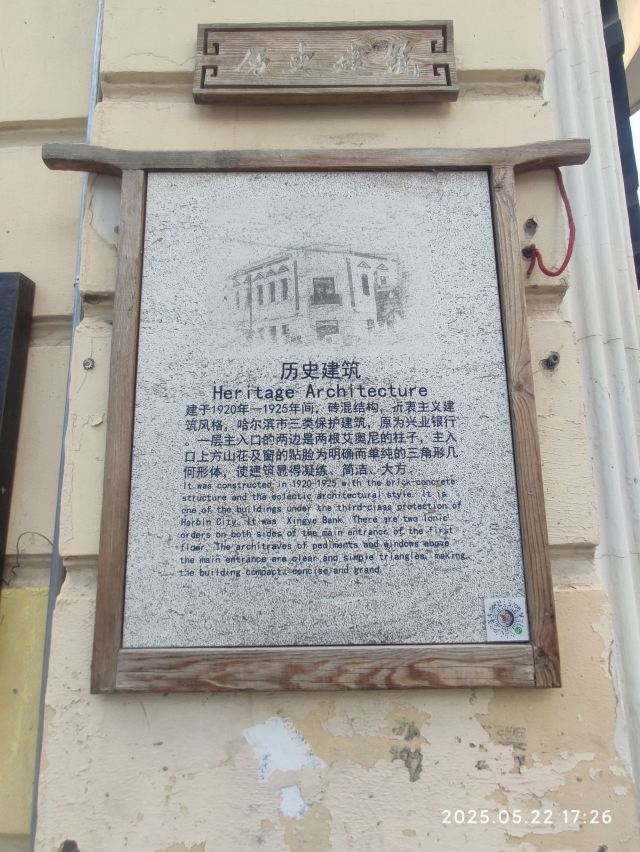 历史建筑
历史建筑
Heritage Architecture
建于1920年—1925年间，砖混结构，折衷主义建
筑风格，哈尔滨市三类保护建筑，原为兴业银行
。一层主入口的两边是两根艾奥尼的柱子，主入
口上方山花及窗的贴脸为明确而单纯的三角形几
何形体，使建筑显得凝练、简洁、大方。
It was constructed in 1920-1925 with the brick-concrete
structure and the eclectic architectural style. It is
one of the buildings under the third-class protection of
Harbin City. It was Xingye Bank. There are two Ionic
orders on both sides of the main entrance of the first
floor. The architraves of pediments and windows above
the main entrance are clear and simple triangles, making
the building compact, concise and grand.
2025.05.22 17:26